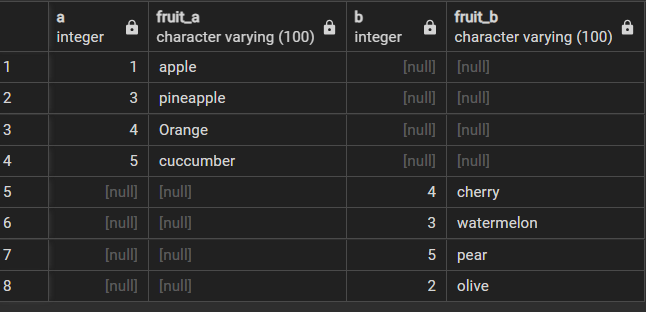 a fruit_a b fruit_b
integer character varying (100) integer character varying (100)
1 1 apple [null] [null]
2 3 pineapple [null] [null]
3 4 Orange [null] [null]
4 5 cuccumber [null] [null]
5 [null] [null] 4 cherry
6 [null] [null] 3 watermelon
7 [null] [null] 5 pear
8 [null] [null] 2 olive